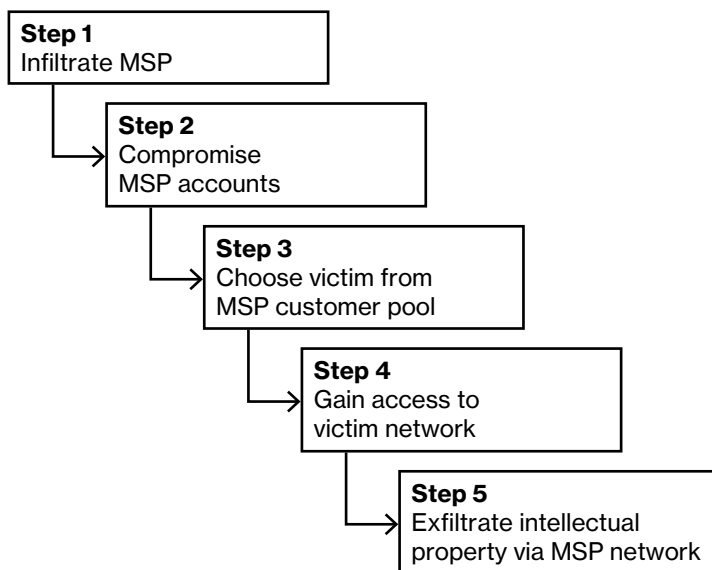 Step 1
Infiltrate MSP
Step 2
Compromise
MSP accounts
Step 3
Choose victim from
MSP customer pool
Step 4
Gain access to
victim network
Step 5
Exfiltrate intellectual
property via MSP network